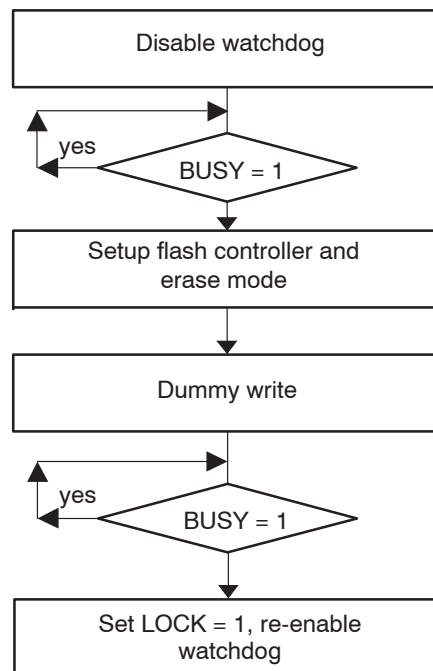 Disable watchdog
yes
BUSY = 1
Setup flash controller and
erase mode
Dummy write
yes
BUSY = 1
Set LOCK = 1, re-enable
watchdog